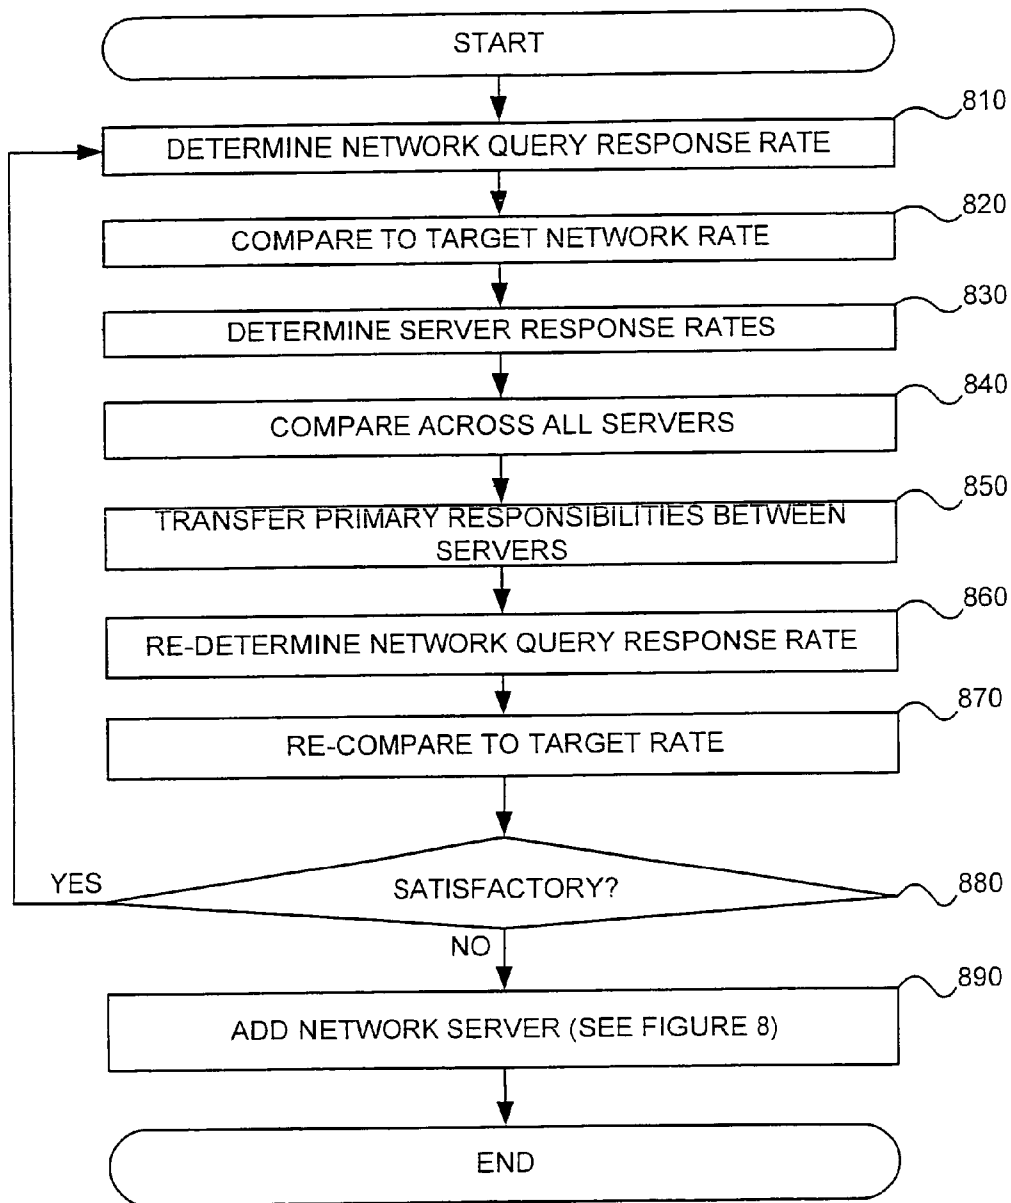 START
810
DETERMINE NETWORK QUERY RESPONSE RATE
820
COMPARE TO TARGET NETWORK RATE
830
DETERMINE SERVER RESPONSE RATES
840
COMPARE ACROSS ALL SERVERS
850
TRANSFER PRIMARY RESPONSIBILITIES BETWEEN
SERVERS
860
RE-DETERMINE NETWORK QUERY RESPONSE RATE
870
RE-COMPARE TO TARGET RATE
YES
SATISFACTORY?
880
NO
890
ADD NETWORK SERVER (SEE FIGURE 8)
END